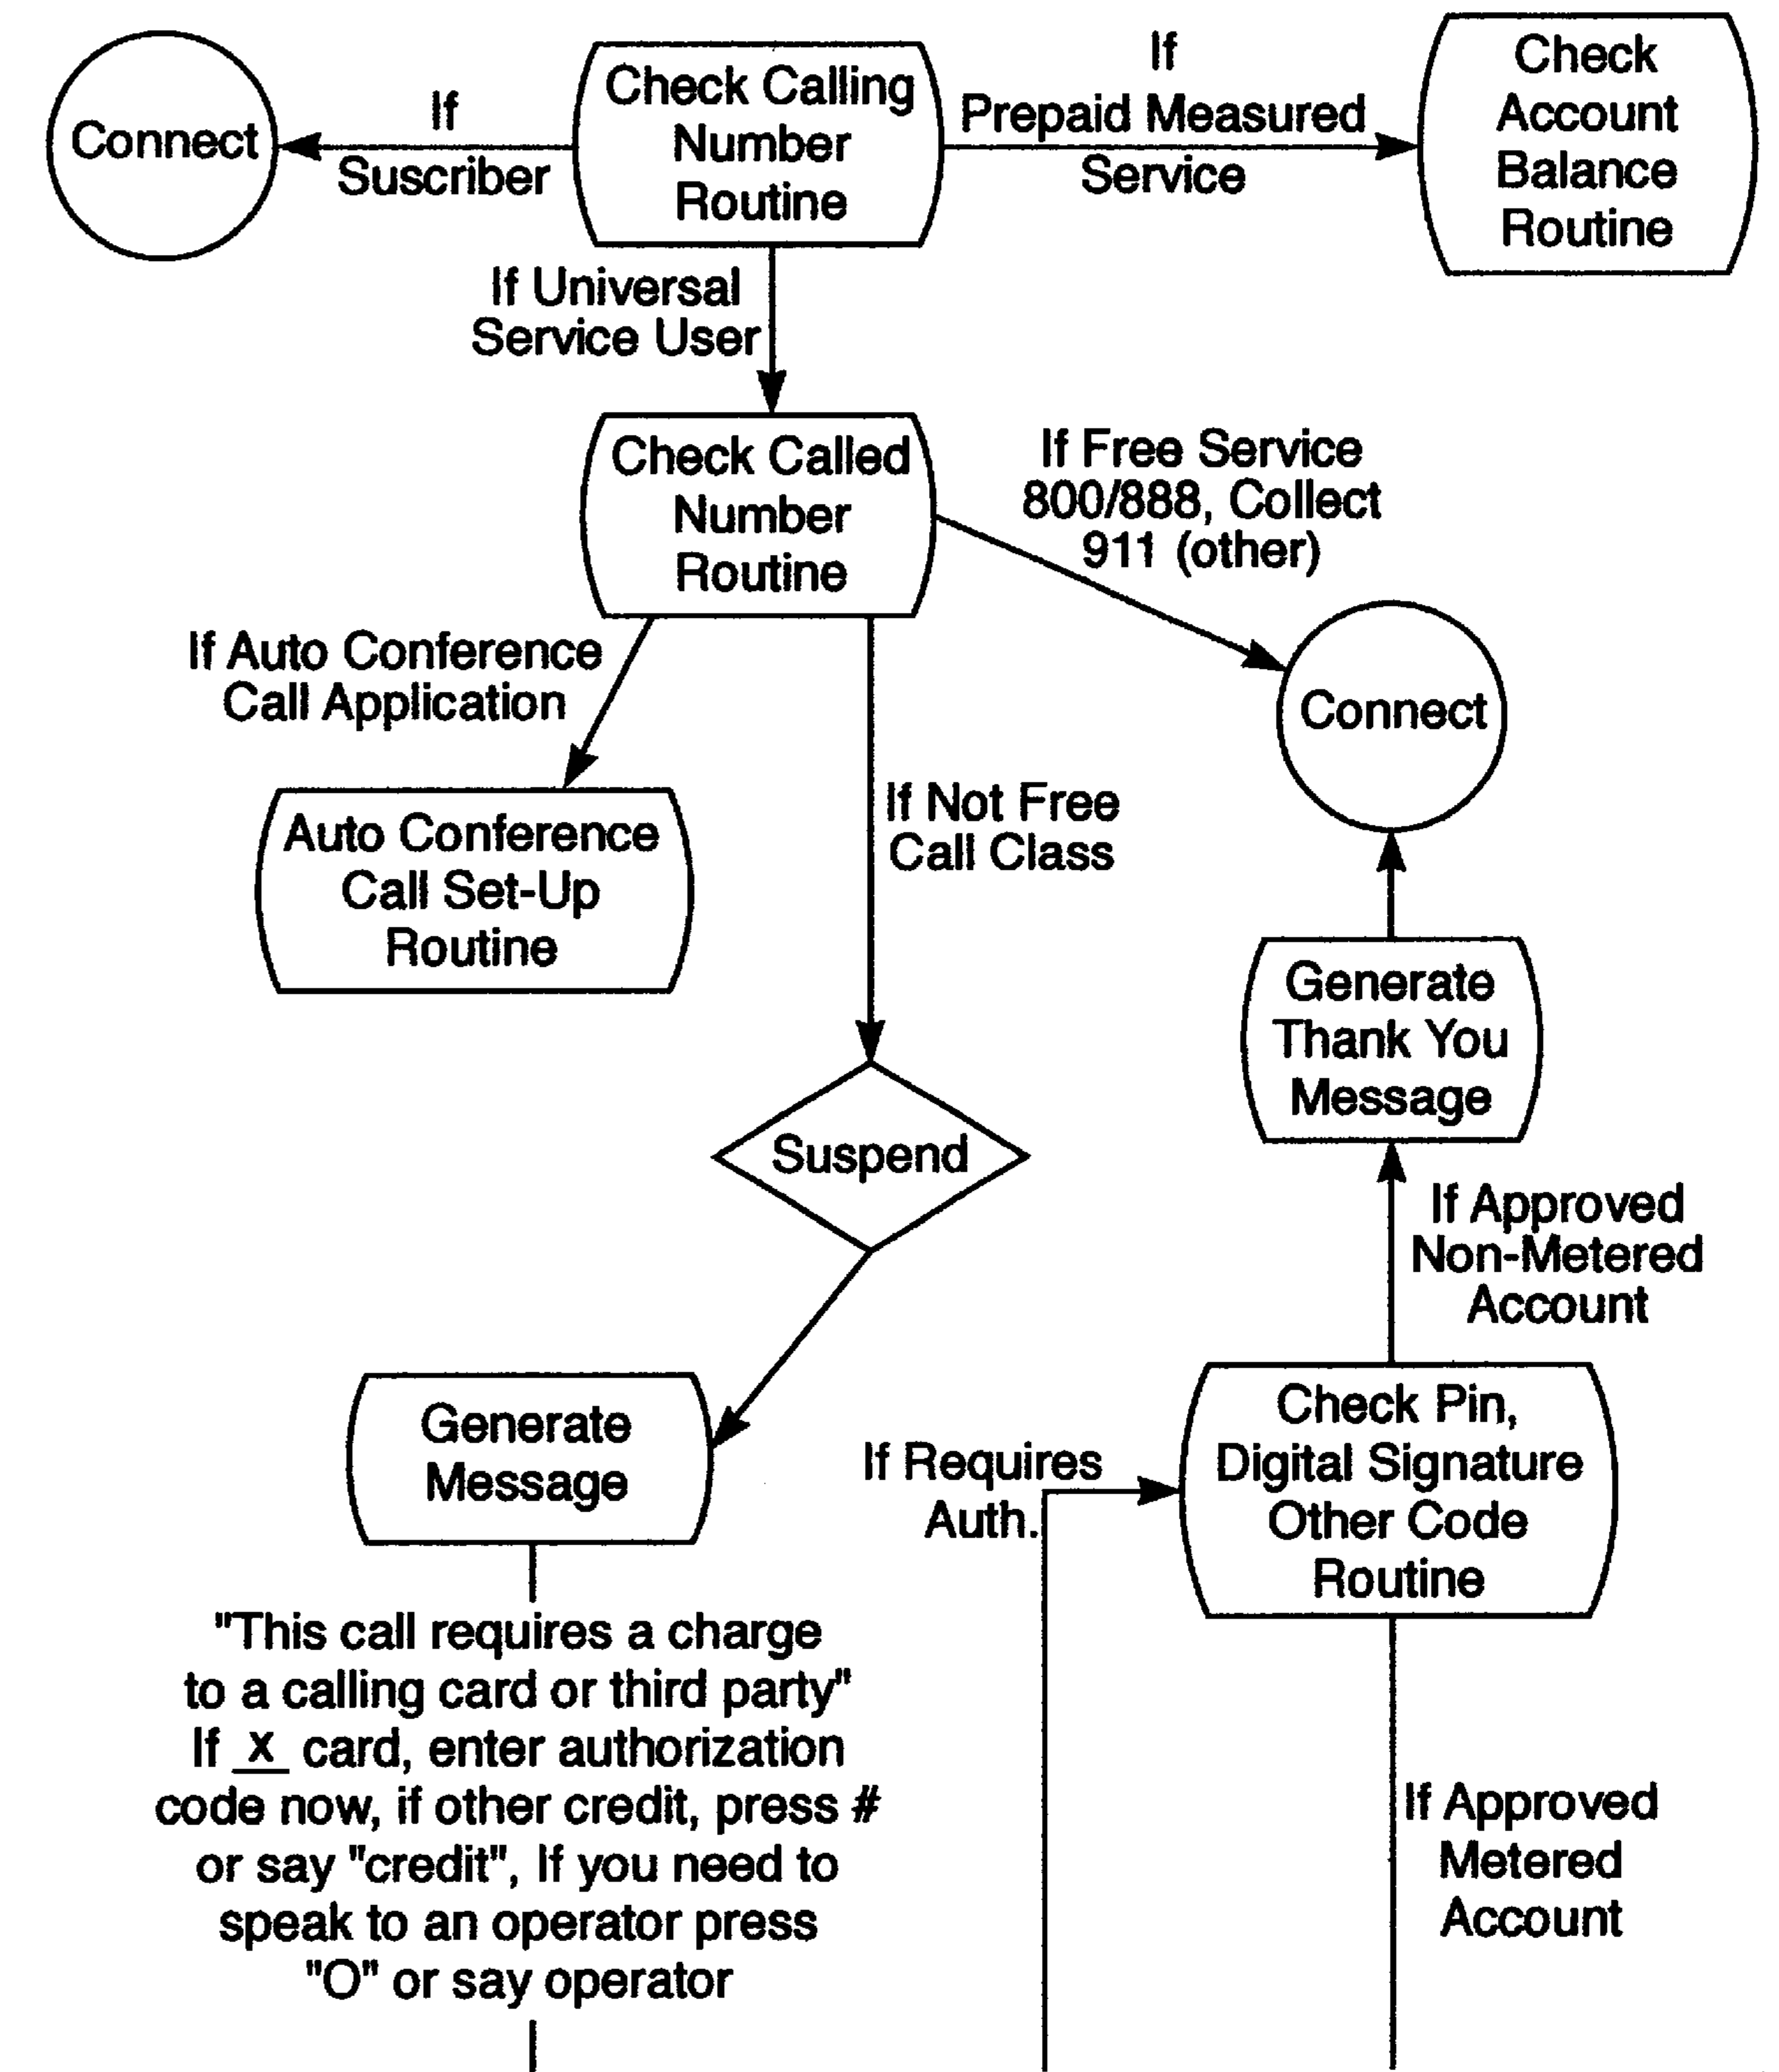 Connect
If
Suscriber
Check Calling
Number
Routine
If
Prepaid Measured
Service
Check
Account
Balance
Routine
If Universal
Service User
Check Called
Number
Routine
If Free Service
800/888, Collect
911 (other)
Connect
If Auto Conference
Call Application
Auto Conference
Call Set-Up
Routine
If Not Free
Call Class
Generate
Thank You
Message
Suspend
If Approved
Non-Metered
Account
Generate
Message
If Requires
Auth.
Check Pin,
Digital Signature
Other Code
Routine
"This call requires a charge
to a calling card or third party"
If x card, enter authorization
code now, if other credit, press #
or say "credit", If you need to
speak to an operator press
"O" or say operator
If Approved
Metered
Account